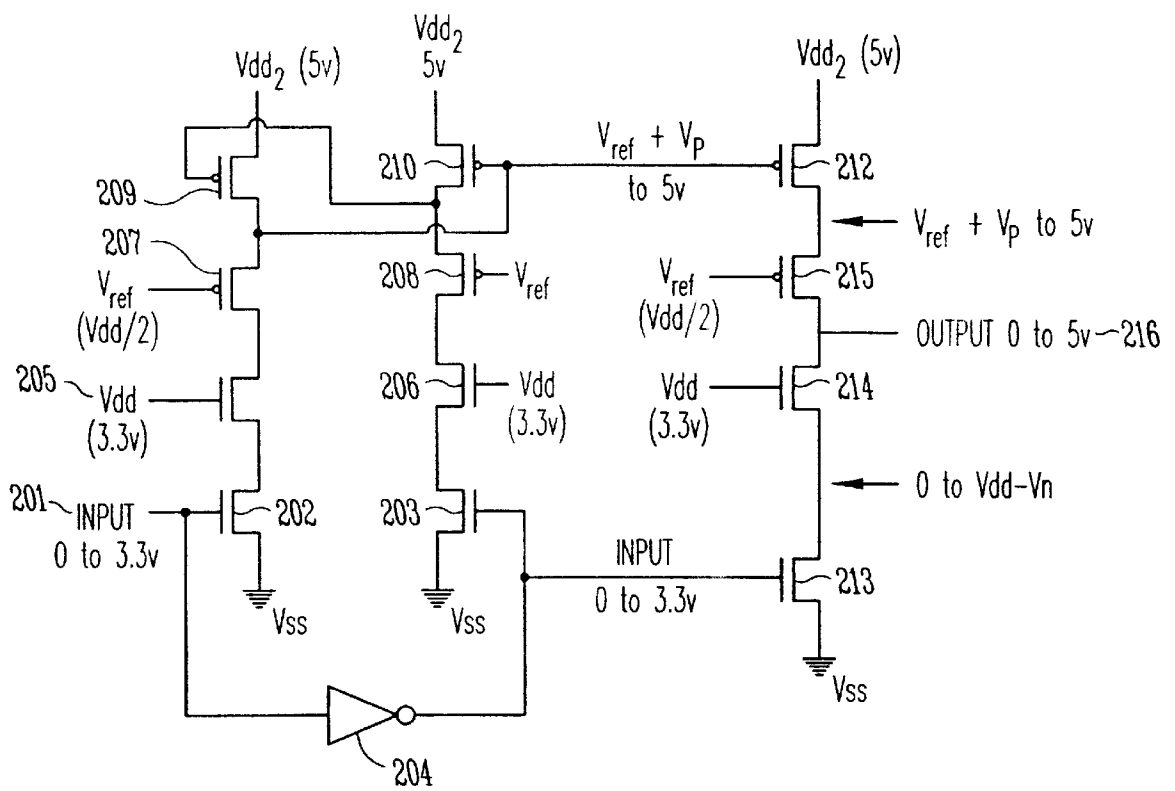 Vdd2 (5v)
Vdd2
5v
Vdd2 (5v)
209
210
Vref + VP
to 5v
212
Vref + VP to 5v
207
Vref
(Vdd/2)
208
Vref
Vref
(Vdd/2)
215
OUTPUT 0 to 5v 216
205
Vdd
(3.3v)
206
Vdd
(3.3v)
Vdd
(3.3v)
214
0 to Vdd-Vn
201
INPUT
0 to 3.3v
202
203
INPUT
0 to 3.3v
213
Vss
Vss
Vss
204